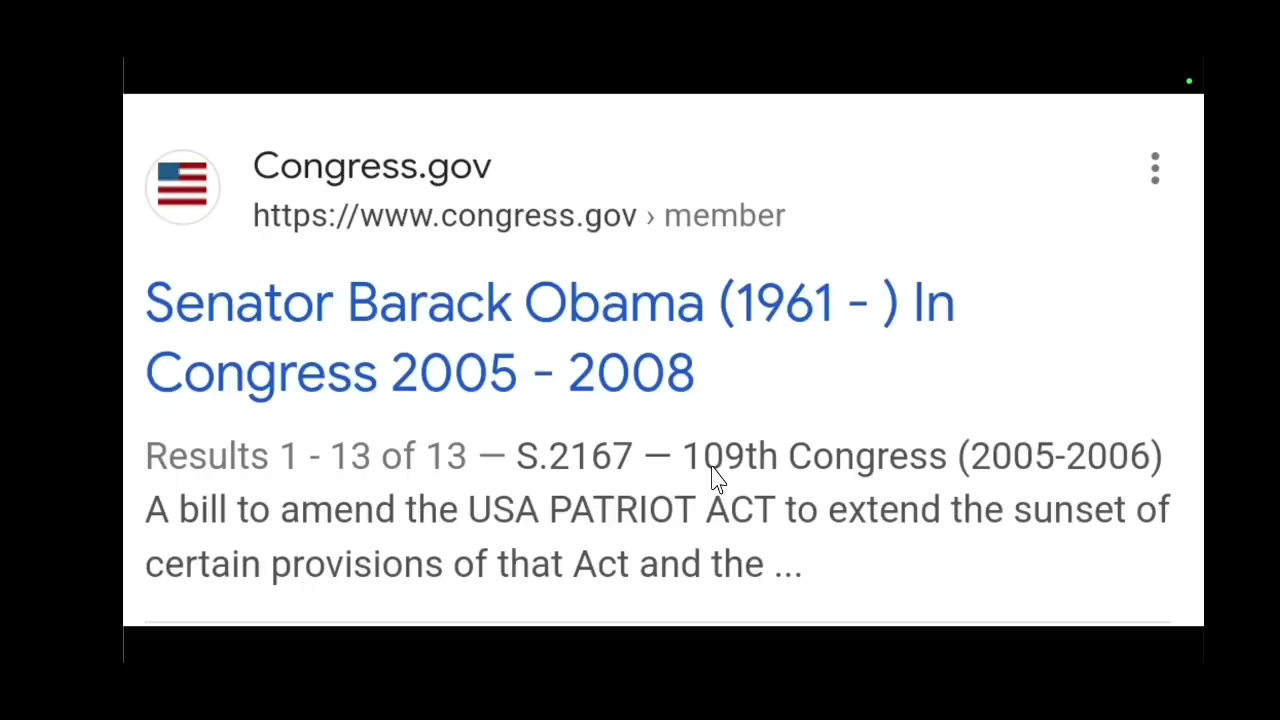 Congress.gov
https://www.congress.gov › member
Senator Barack Obama (1961 - ) In
Congress 2005 - 2008
Results 1 - 13 of 13 — S.2167 — 109th Congress (2005-2006)
A bill to amend the USA PATRIOT ACT to extend the sunset of
certain provisions of that Act and the ...